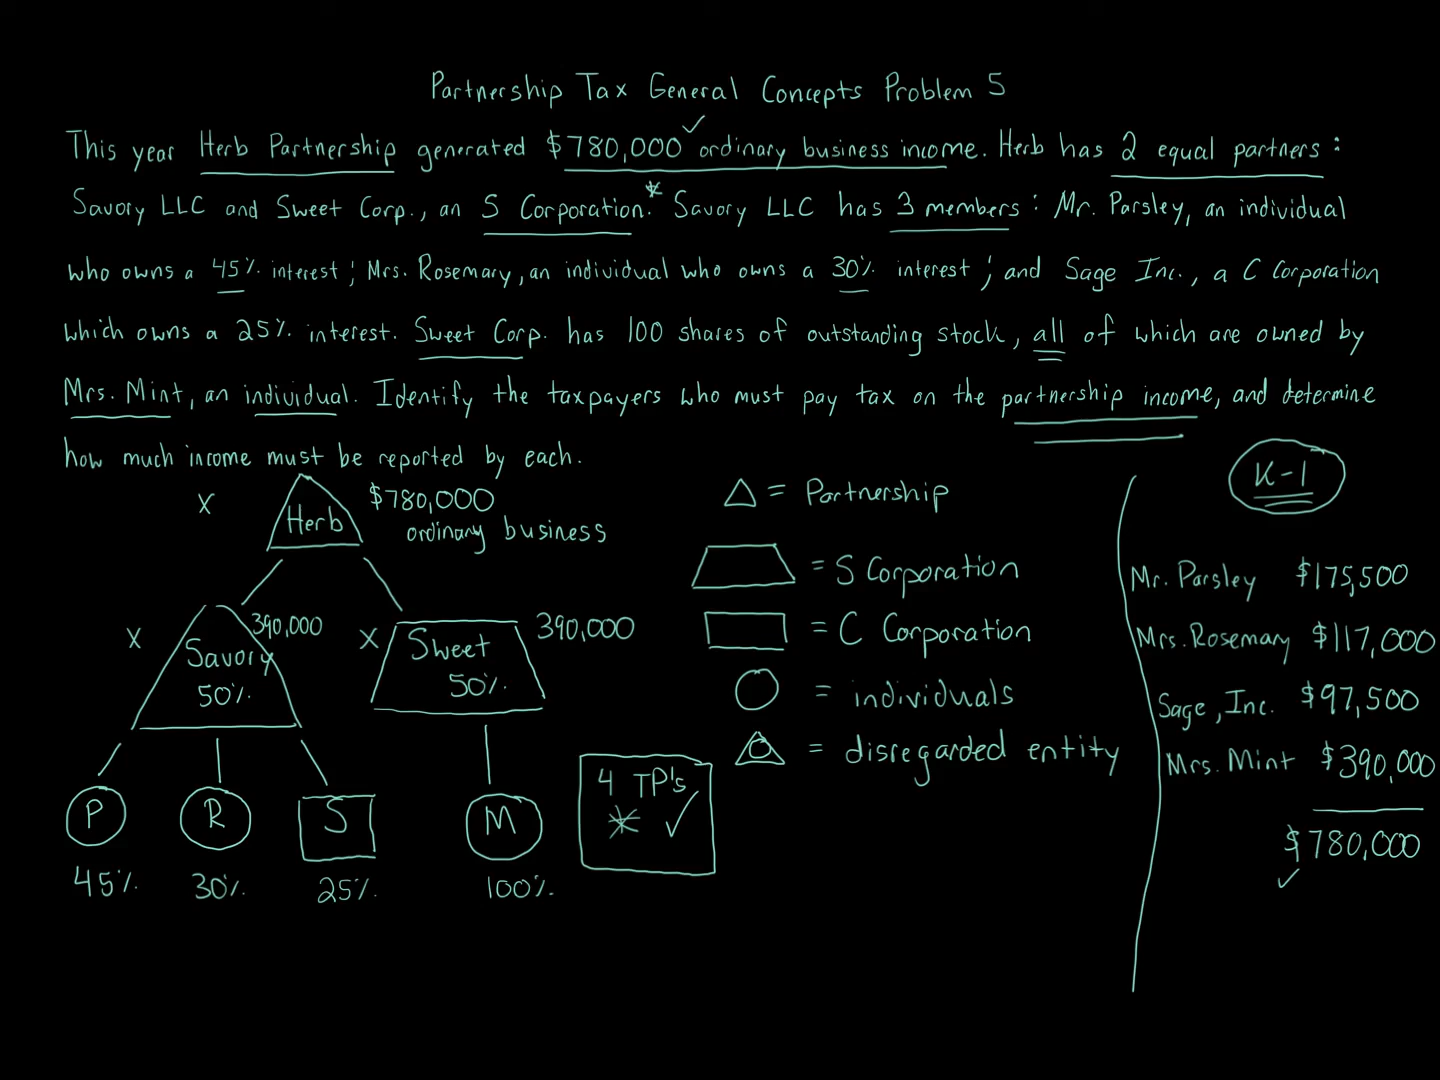 Partnership Tax General Concepts Problem 5
This year Herb Partnership generated $780,000 ordinary business income. Herb has 2 equal partners:
Savory LLC and Sweet Corp., an S Corporation.* Savory LLC has 3 members: Mr. Parsley, an individual
who owns a 45% interest; Mrs. Rosemary, an individual who owns a 30% interest; and Sage Inc., a C Corporation
which owns a 25% interest. Sweet Corp. has 100 shares of outstanding stock, all of which are owned by
Mrs. Mint, an individual. Identify the taxpayers who must pay tax on the partnership income, and determine
how much income must be reported by each.
X Herb $780,000
ordinary business
X Savory 390,000
50%
X Sweet 390,000
50%
P R S M
45% 30% 25% 100%
4 TP's
* ✓
△ = Partnership
= S Corporation
= C Corporation
= individuals
= disregarded entity
K-1
Mr. Parsley $175,500
Mrs. Rosemary $117,000
Sage, Inc. $97,500
Mrs. Mint $390,000
$780,000
✓